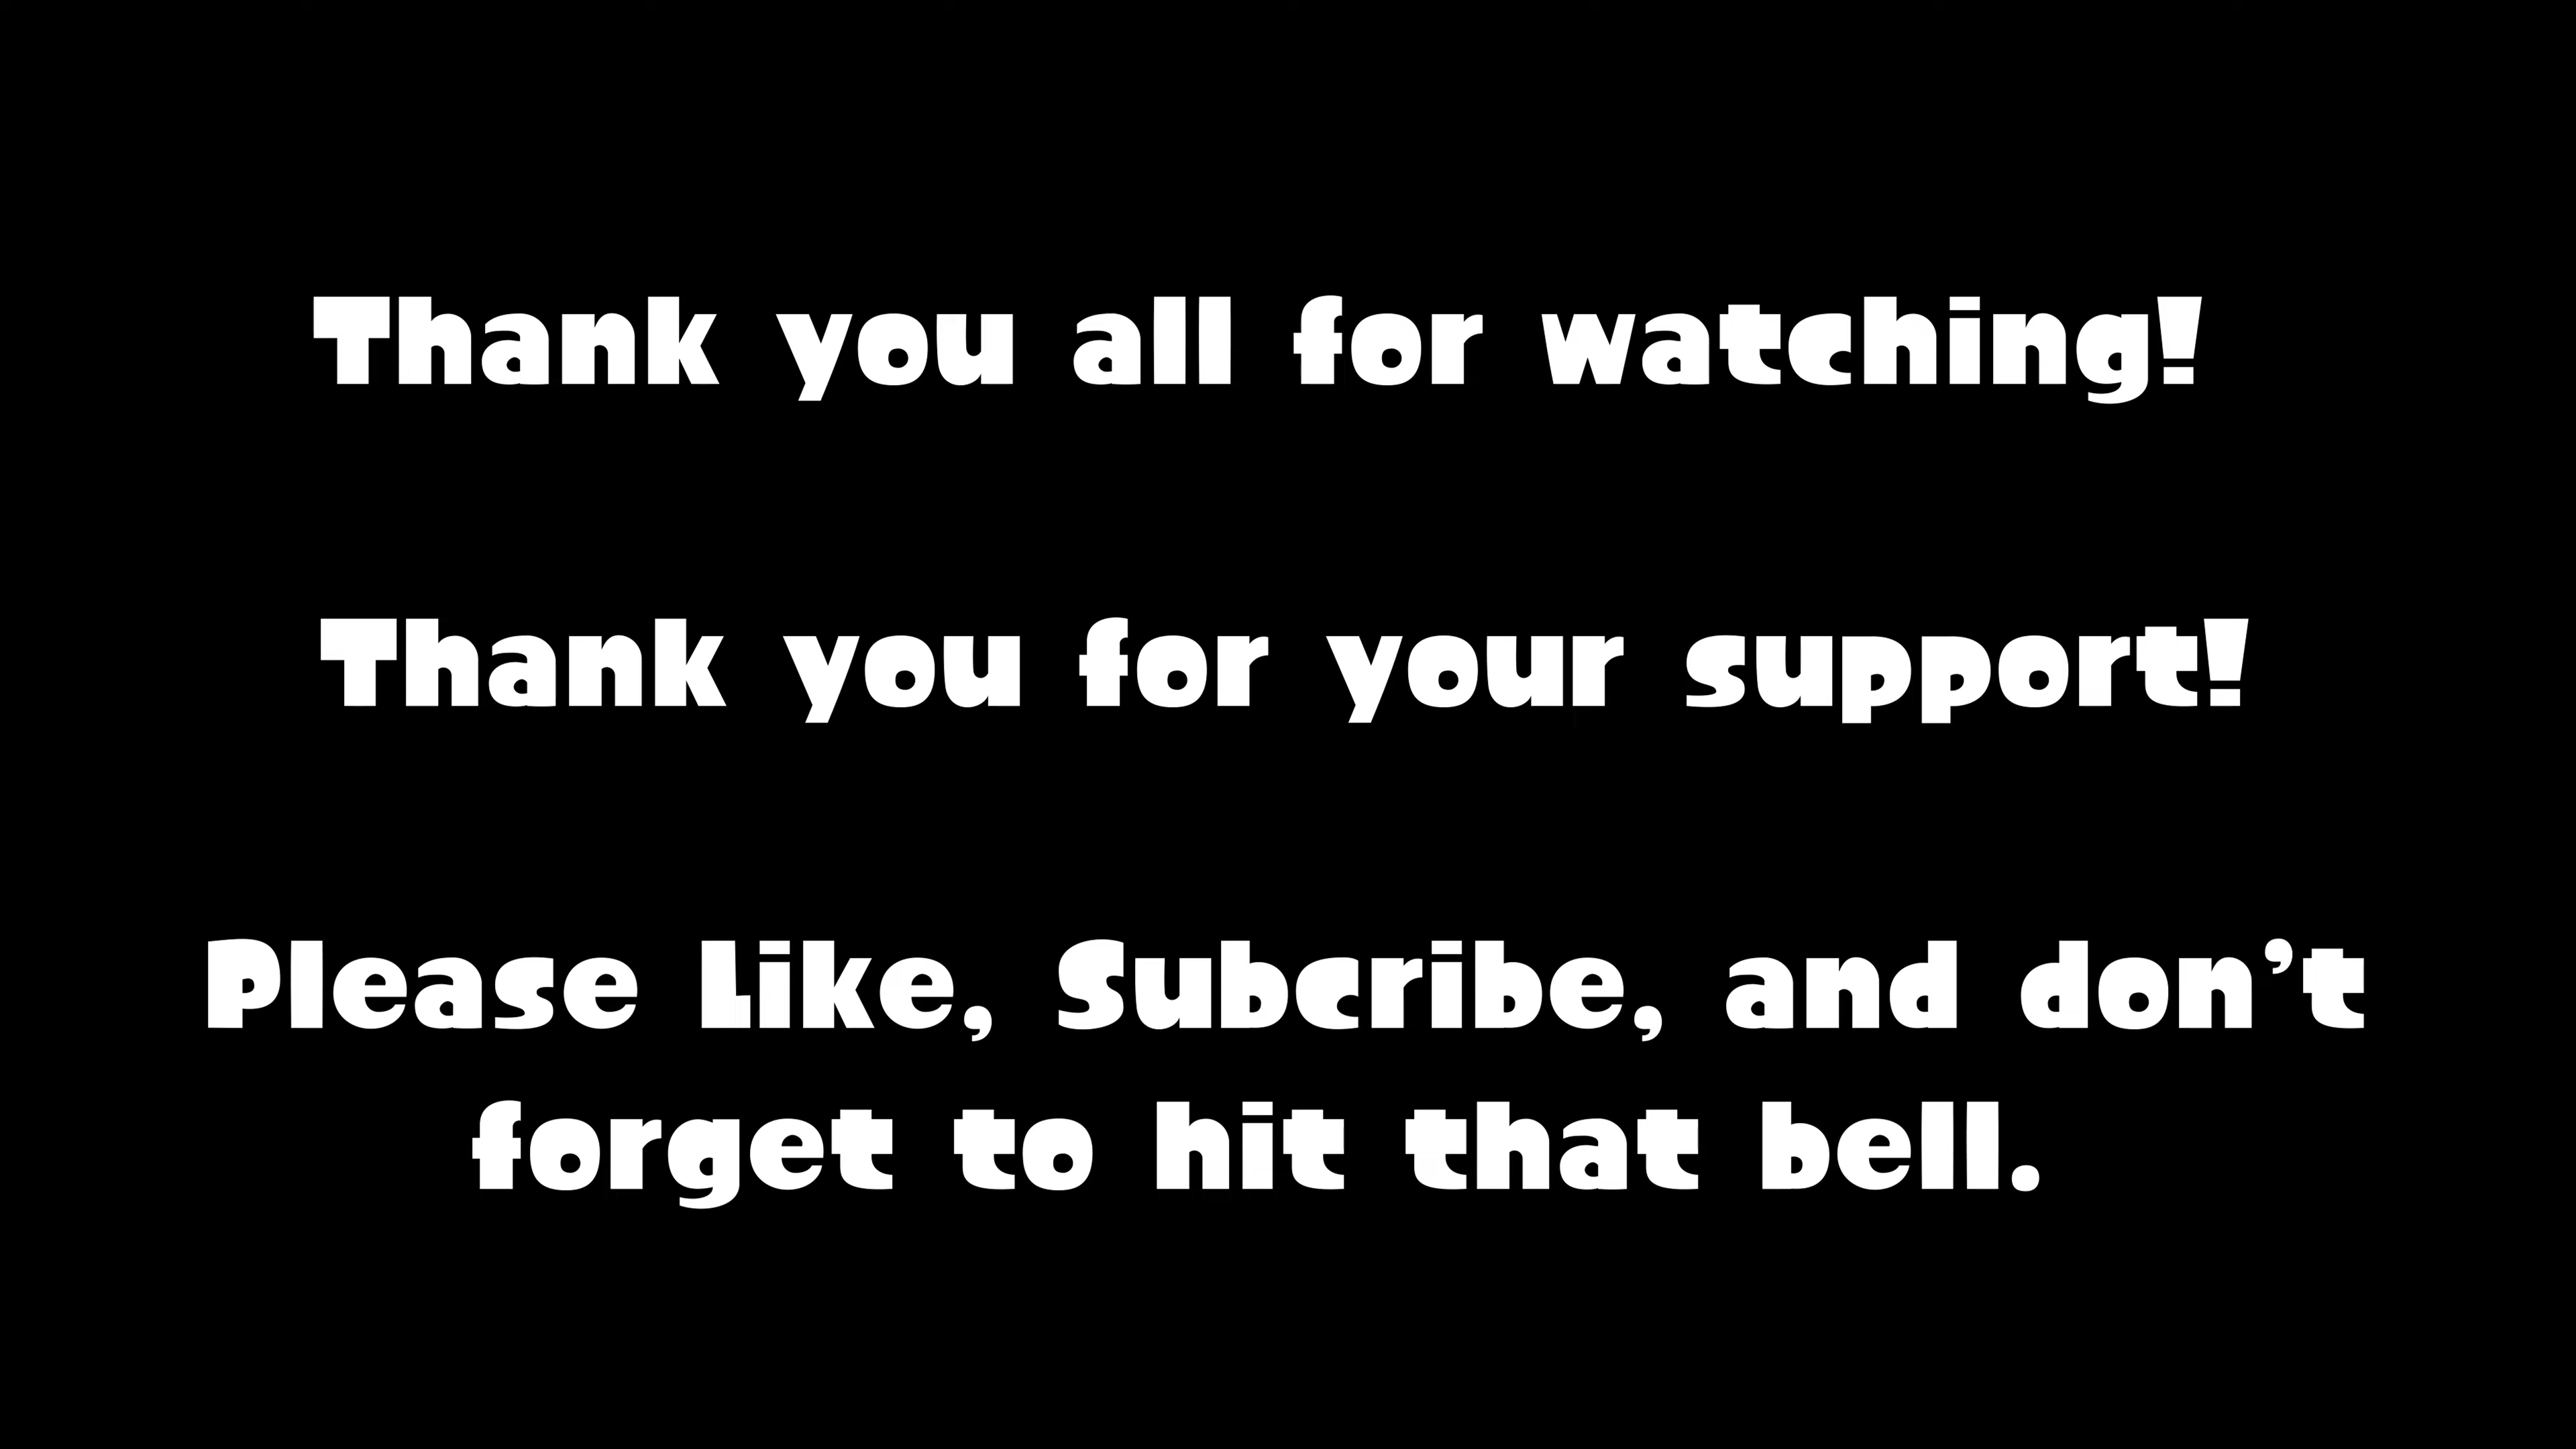 Thank you all for watching!
Thank you for your support!
Please Like, Subcribe, and don't
forget to hit that bell.